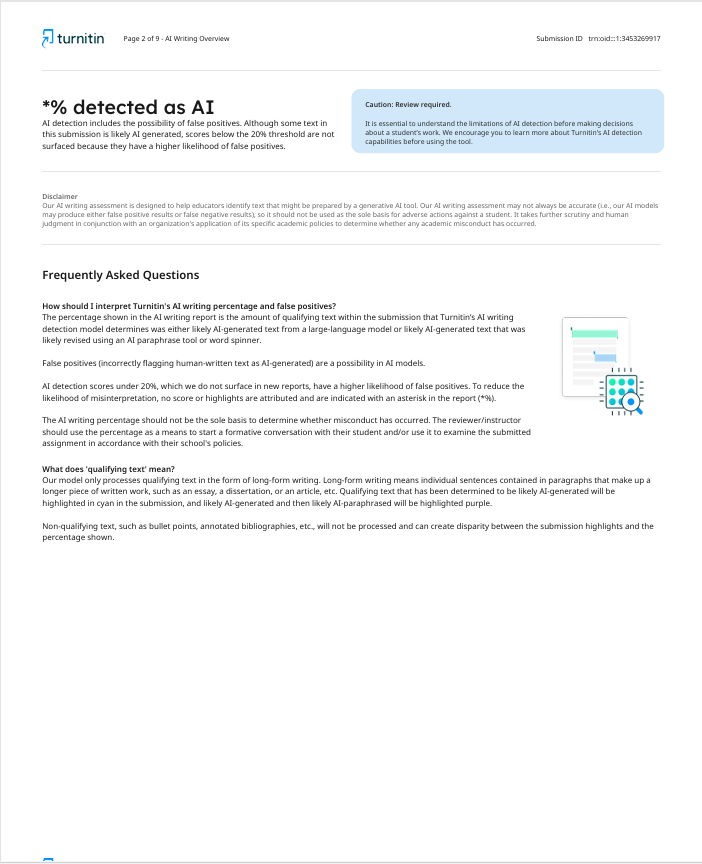 turnitin Page 2 of 9 - AI Writing Overview Submission ID trn:oid:::1:3453269917
*% detected as AI
AI detection includes the possibility of false positives. Although some text in
this submission is likely AI generated, scores below the 20% threshold are not
surfaced because they have a higher likelihood of false positives.
Caution: Review required.
It is essential to understand the limitations of AI detection before making decisions
about a student's work. We encourage you to learn more about Turnitin's AI detection
capabilities before using the tool.
Disclaimer
Our AI writing assessment is designed to help educators identify text that might be prepared by a generative AI tool. Our AI writing assessment may not always be accurate (i.e., our AI models
may produce either false positive results or false negative results), so it should not be used as the sole basis for adverse actions against a student. It takes further scrutiny and human
judgment in conjunction with an organization's application of its specific academic policies to determine whether any academic misconduct has occurred.
Frequently Asked Questions
How should I interpret Turnitin's AI writing percentage and false positives?
The percentage shown in the AI writing report is the amount of qualifying text within the submission that Turnitin's AI writing
detection model determines was either likely AI-generated text from a large-language model or likely AI-generated text that was
likely revised using an AI paraphrase tool or word spinner.
False positives (incorrectly flagging human-written text as AI-generated) are a possibility in AI models.
AI detection scores under 20%, which we do not surface in new reports, have a higher likelihood of false positives. To reduce the
likelihood of misinterpretation, no score or highlights are attributed and are indicated with an asterisk in the report (*%).
The AI writing percentage should not be the sole basis to determine whether misconduct has occurred. The reviewer/instructor
should use the percentage as a means to start a formative conversation with their student and/or use it to examine the submitted
assignment in accordance with their school's policies.
What does 'qualifying text' mean?
Our model only processes qualifying text in the form of long-form writing. Long-form writing means individual sentences contained in paragraphs that make up a
longer piece of written work, such as an essay, a dissertation, or an article, etc. Qualifying text that has been determined to be likely AI-generated will be
highlighted in cyan in the submission, and likely AI-generated and then likely AI-paraphrased will be highlighted purple.
Non-qualifying text, such as bullet points, annotated bibliographies, etc., will not be processed and can create disparity between the submission highlights and the
percentage shown.